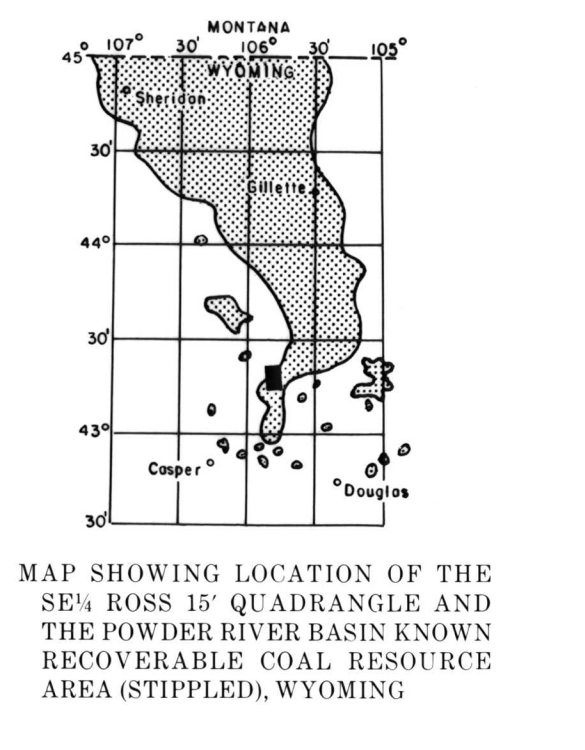 MONTANA
107° 30' 106° 30' 105°
45°
WYOMING
Sheridan
30'
Gillette
44°
30'
43°
Casper
Douglas
30'
MAP SHOWING LOCATION OF THE
SE¼ ROSS 15′ QUADRANGLE AND
THE POWDER RIVER BASIN KNOWN
RECOVERABLE COAL RESOURCE
AREA (STIPPLED), WYOMING